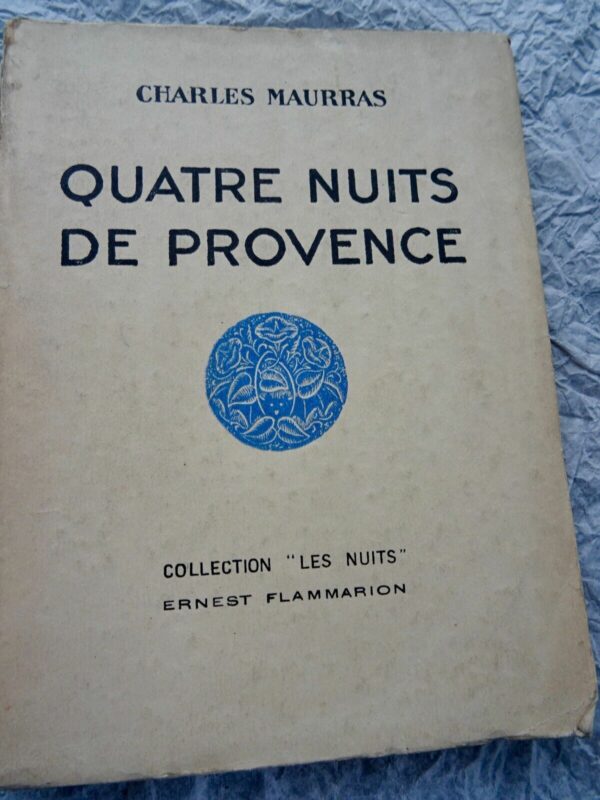 CHARLES MAURRAS
QUATRE NUITS
DE PROVENCE
COLLECTION "LES NUITS"
ERNEST FLAMMARION